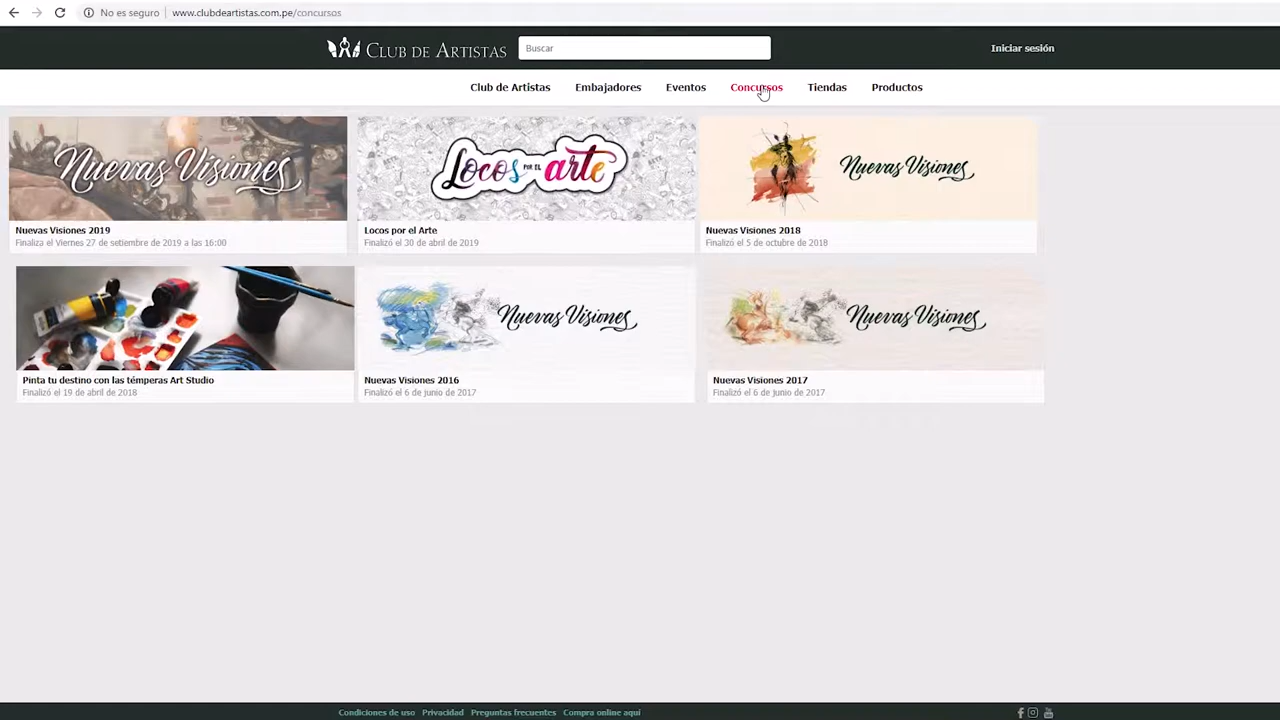 No es seguro | www.clubdeartistas.com.pe/concursos
CLUB DE ARTISTAS
Buscar
Iniciar sesión
Club de Artistas Embajadores Eventos Concursos Tiendas Productos
Nuevas Visiones
Locos POR EL arte
Nuevas Visiones
Nuevas Visiones 2019
Finaliza el Viernes 27 de setiembre de 2019 a las 16:00
Locos por el Arte
Finalizó el 30 de abril de 2019
Nuevas Visiones 2018
Finalizó el 5 de octubre de 2018
Nuevas Visiones
Nuevas Visiones
Pinta tu destino con las témperas Art Studio
Finalizó el 19 de abril de 2018
Nuevas Visiones 2016
Finalizó el 6 de junio de 2017
Nuevas Visiones 2017
Finalizó el 6 de junio de 2017
Condiciones de uso Privacidad Preguntas frecuentes Compra online aquí